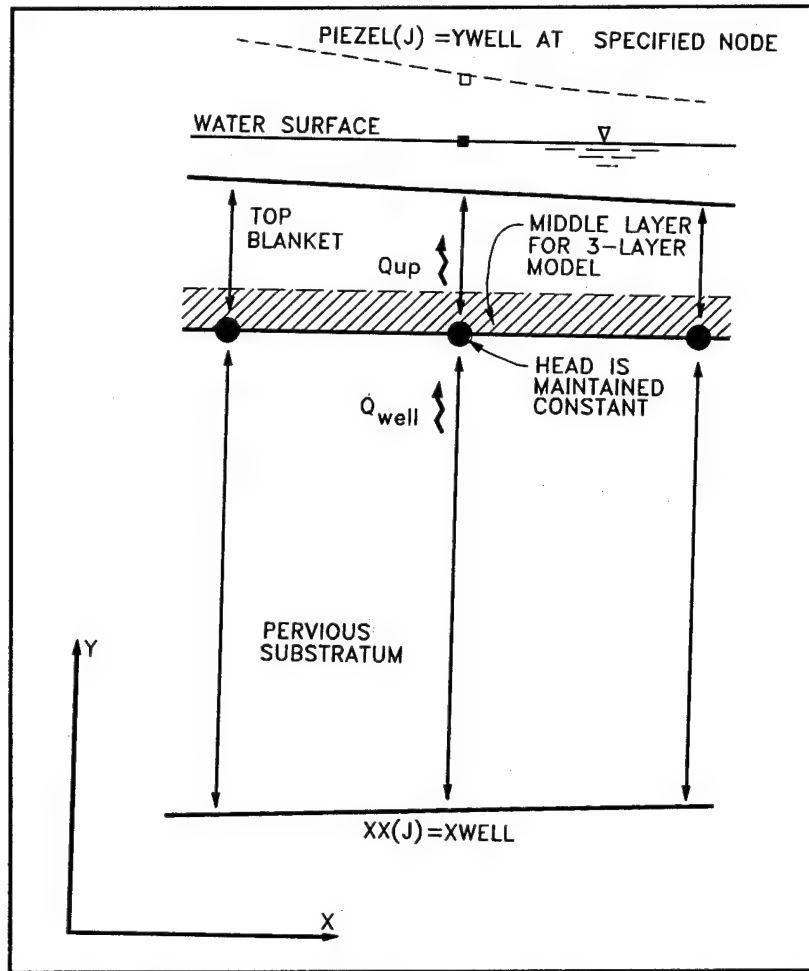 PIEZEL(J) =YWELL AT SPECIFIED NODE
WATER SURFACE
TOP
BLANKET
MIDDLE LAYER
FOR 3-LAYER
MODEL
Qup
HEAD IS
MAINTAINED
CONSTANT
Qwell
PERVIOUS
SUBSTRATUM
Y
XX(J)=XWELL
X